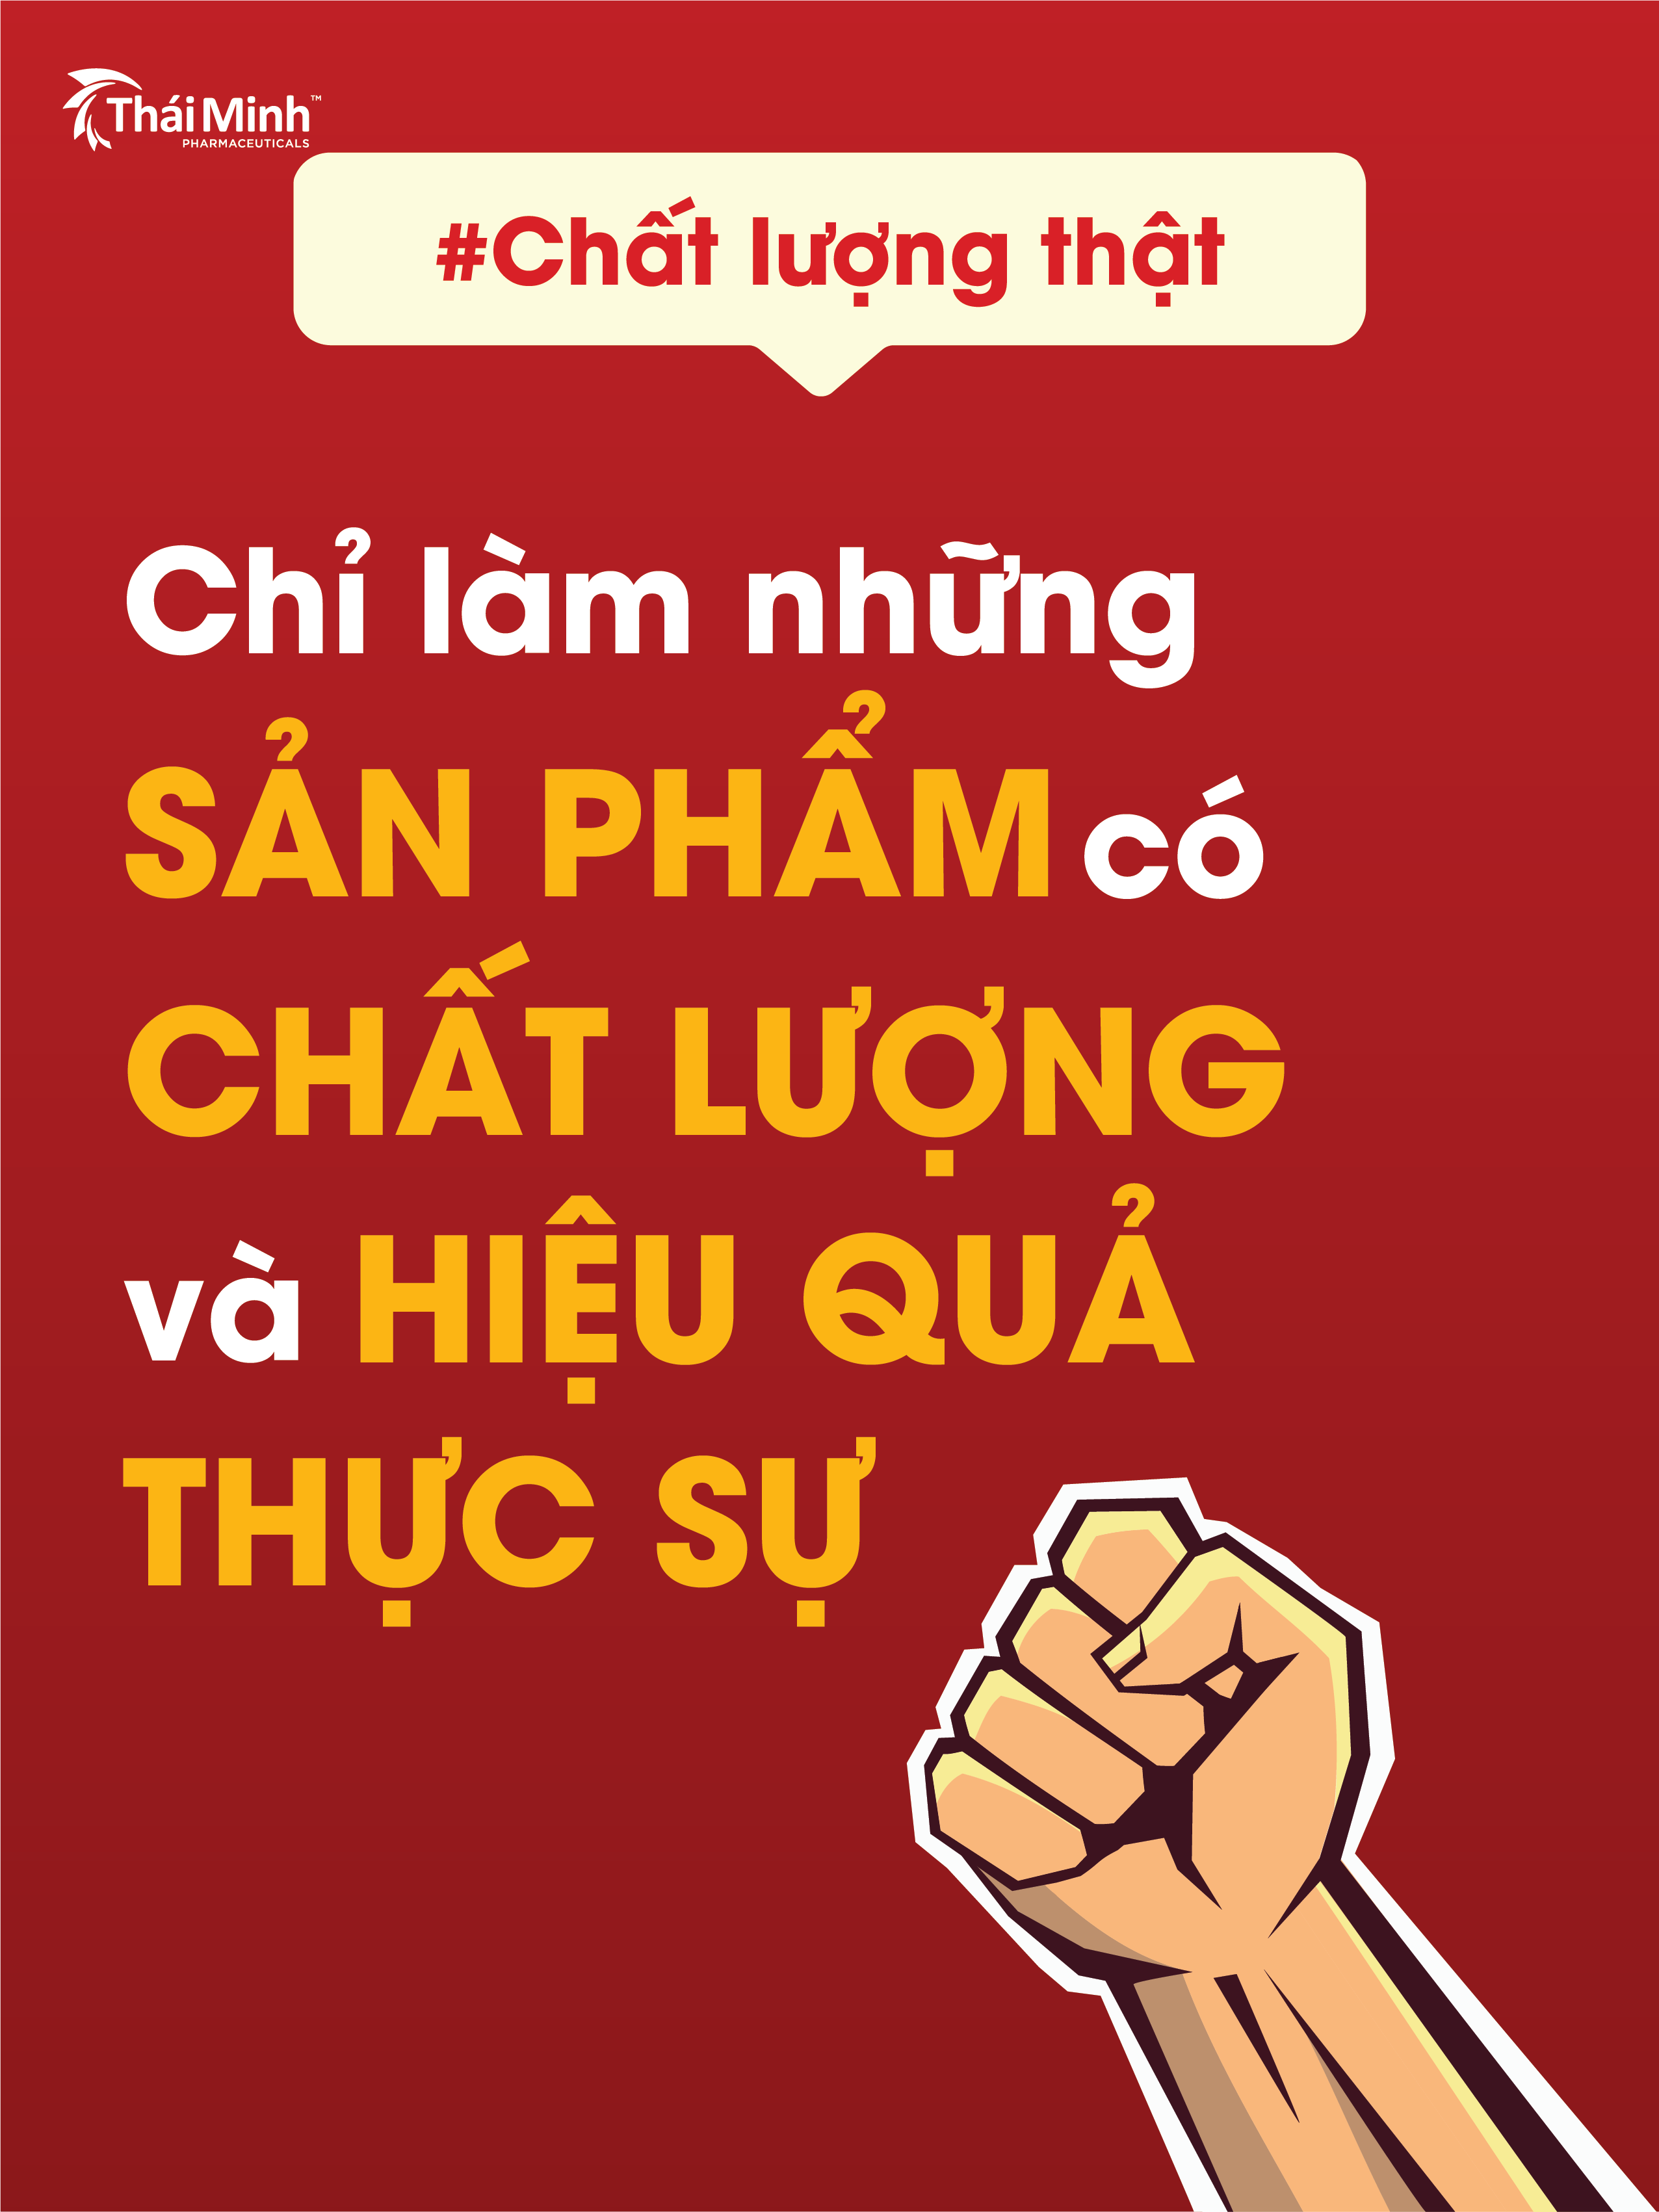 Thái Minh™
PHARMACEUTICALS
#Chất lượng thật
Chỉ làm những
SẢN PHẨM có
CHẤT LƯỢNG
và HIỆU QUẢ
THỰC SỰ